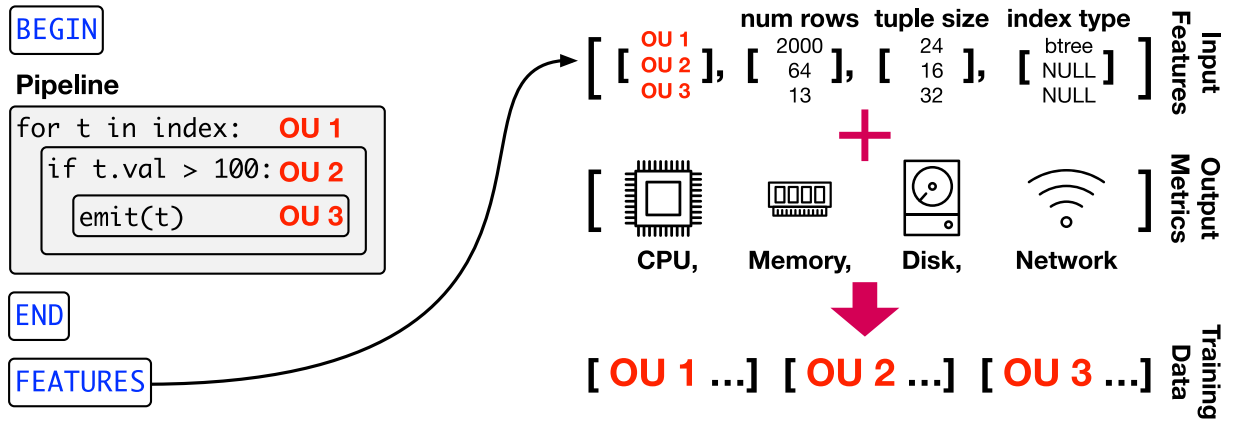 BEGIN
Pipeline
for t in index: OU 1
if t.val > 100: OU 2
emit(t) OU 3
END
FEATURES
num rows tuple size index type
[ [ OU 1 OU 2 OU 3 ], [ 2000 64 13 ], [ 24 16 32 ], [ btree NULL NULL ] ]
Input Features
+
[ CPU, Memory, Disk, Network ]
Output Metrics
[ OU 1 ...] [ OU 2 ...] [ OU 3 ...]
Training Data